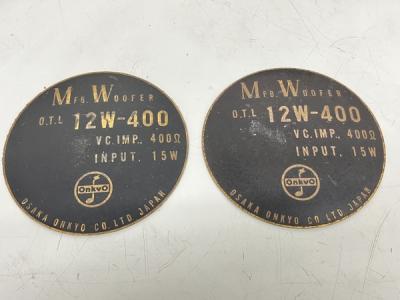 MFG. WOOFER
O.T.L 12W-400
VC.IMP., 400Ω
INPUT, 15W
OnkyO
OSAKA ONKYO CO. LTD JAPAN
MFG. WOOFER
O.T.L 12W-400
VC.IMP., 400Ω
INPUT, 15W
OnkyO
OSAKA ONKYO CO. LTD JAPAN